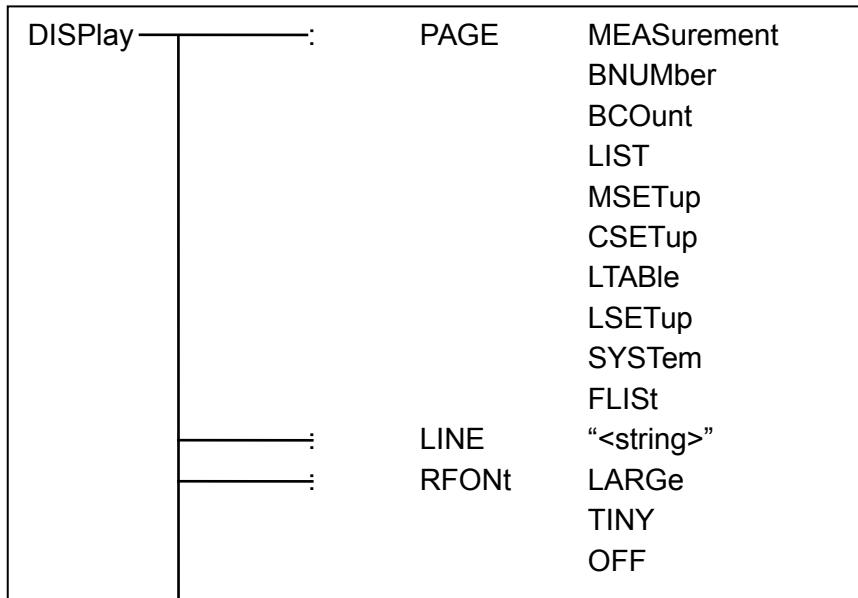 DISPlay : PAGE MEASurement
BNUMber
BCOunt
LIST
MSETup
CSETup
LTABle
LSETup
SYSTem
FLISt
: LINE “<string>”
: RFONt LARGe
TINY
OFF